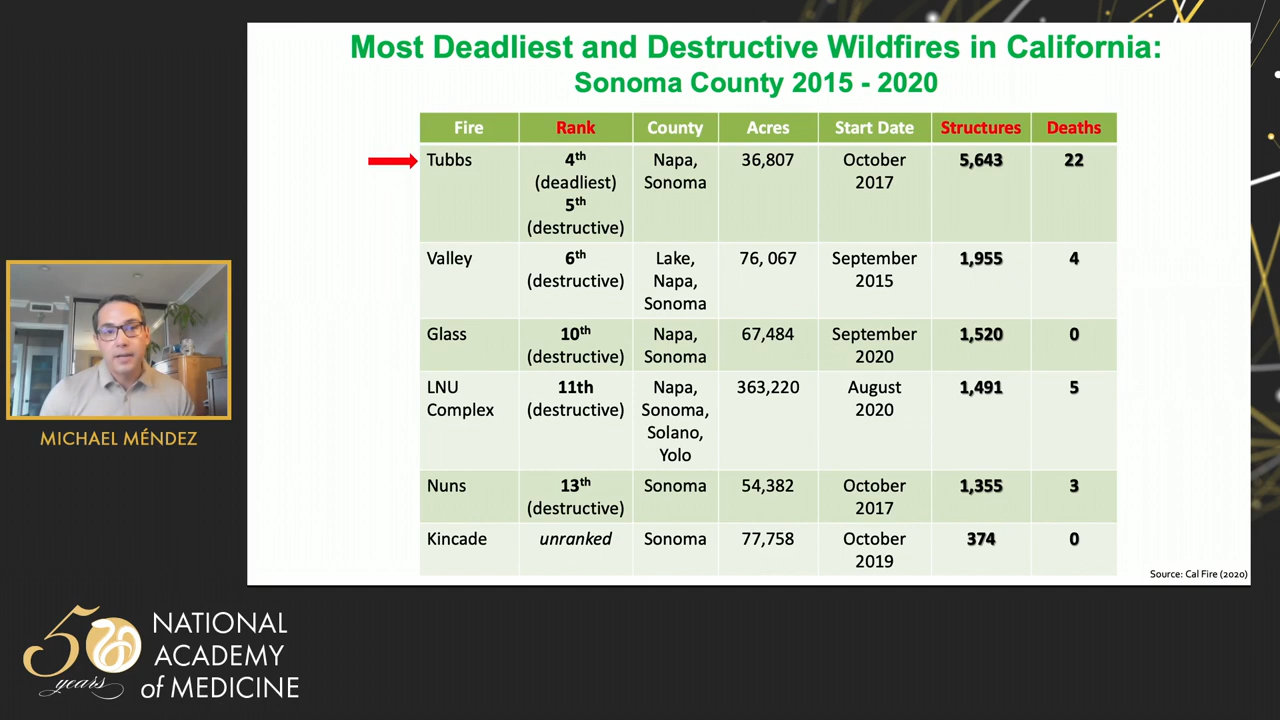 Most Deadliest and Destructive Wildfires in California:
Sonoma County 2015 - 2020
Fire Rank County Acres Start Date Structures Deaths
Tubbs 4th Napa, 36,807 October 5,643 22
(deadliest) Sonoma 2017
5th
(destructive)
Valley 6th Lake, 76, 067 September 1,955 4
(destructive) Napa, 2015
Sonoma
Glass 10th Napa, 67,484 September 1,520 0
(destructive) Sonoma 2020
LNU 11th Napa, 363,220 August 1,491 5
Complex (destructive) Sonoma, 2020
Solano,
Yolo
Nuns 13th Sonoma 54,382 October 1,355 3
(destructive) 2017
Kincade unranked Sonoma 77,758 October 374 0
2019
Source: Cal Fire (2020)
MICHAEL MÉNDEZ
50 years
NATIONAL
ACADEMY
of MEDICINE